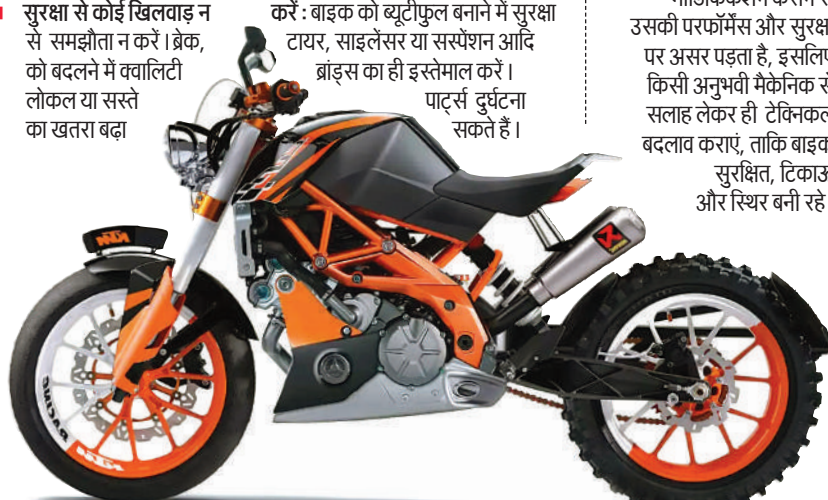 सुरक्षा से कोई खिलवाड़ न करें : बाइक को ब्यूटीफुल बनाने में सुरक्षा
से समझौता न करें । ब्रेक, टायर, साइलेंसर या सस्पेंशन आदि
को बदलने में क्वालिटी ब्रांड्स का ही इस्तेमाल करें ।
लोकल या सस्ते पार्ट्स दुर्घटना
का खतरा बढ़ा सकते हैं ।
उसकी परफॉर्मेंस और सुरक्षा
पर असर पड़ता है, इसलिए
किसी अनुभवी मैकेनिक से
सलाह लेकर ही टेक्निकल
बदलाव कराएं, ताकि बाइक
सुरक्षित, टिकाऊ
और स्थिर बनी रहे
KTM
KTM